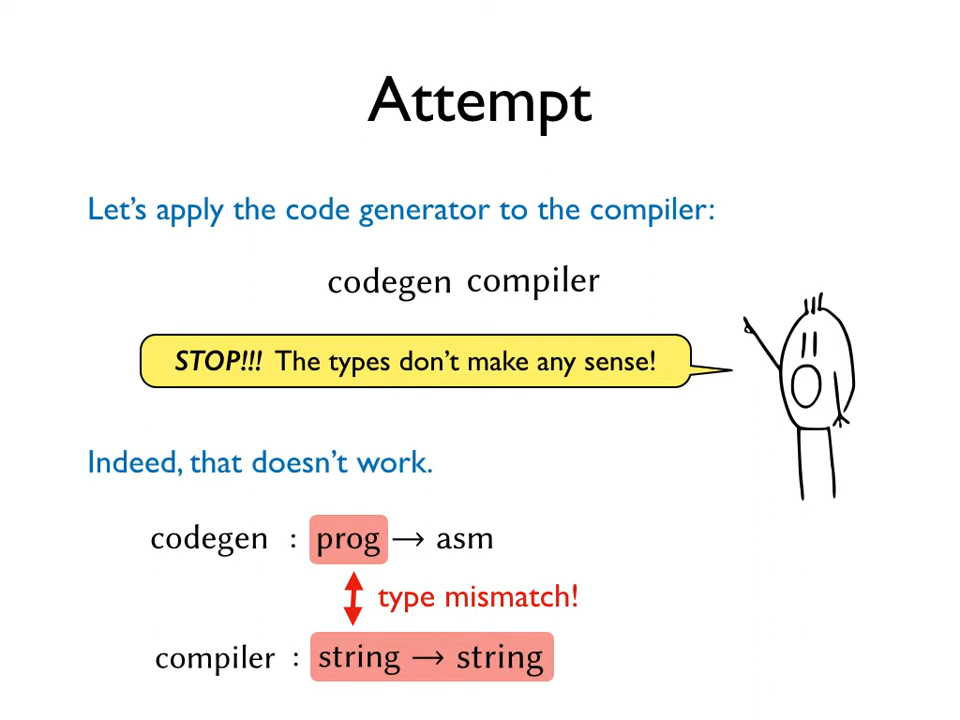 Attempt
Let's apply the code generator to the compiler:
codegen compiler
STOP!!! The types don't make any sense!
Indeed, that doesn't work.
codegen : prog → asm
type mismatch!
compiler : string → string